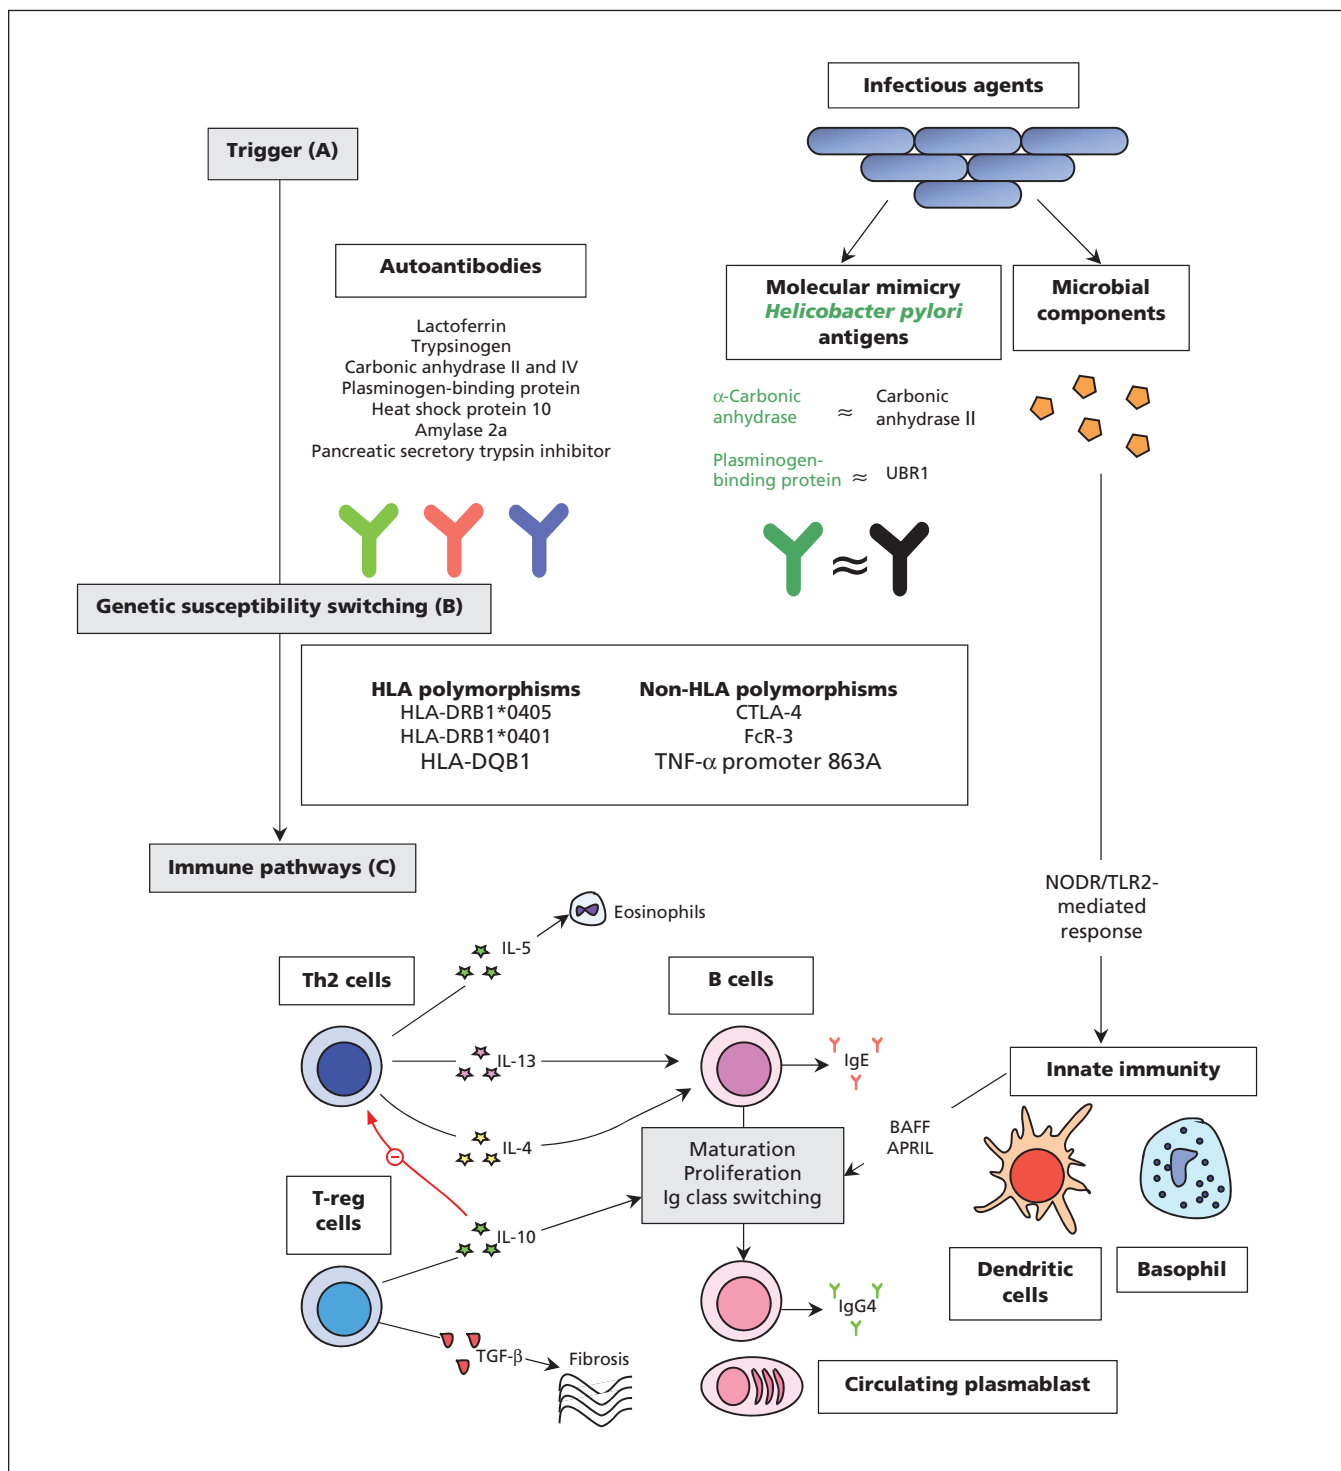 Infectious agents
Trigger (A)
Autoantibodies
Lactoferrin
Trypsinogen
Carbonic anhydrase II and IV
Plasminogen-binding protein
Heat shock protein 10
Amylase 2a
Pancreatic secretory trypsin inhibitor
Molecular mimicry
Helicobacter pylori
antigens
Microbial
components
α-Carbonic
anhydrase
≈
Carbonic
anhydrase II
Plasminogen-
binding protein
≈
UBR1
≈
Genetic susceptibility switching (B)
HLA polymorphisms
HLA-DRB1*0405
HLA-DRB1*0401
HLA-DQB1
Non-HLA polymorphisms
CTLA-4
FcR-3
TNF-α promoter 863A
Immune pathways (C)
NODR/TLR2-
mediated
response
Eosinophils
IL-5
Th2 cells
B cells
IL-13
IgE
Innate immunity
IL-4
Maturation
Proliferation
Ig class switching
BAFF
APRIL
T-reg
cells
IL-10
Dendritic
cells
Basophil
IgG4
TGF-β
Fibrosis
Circulating plasmablast